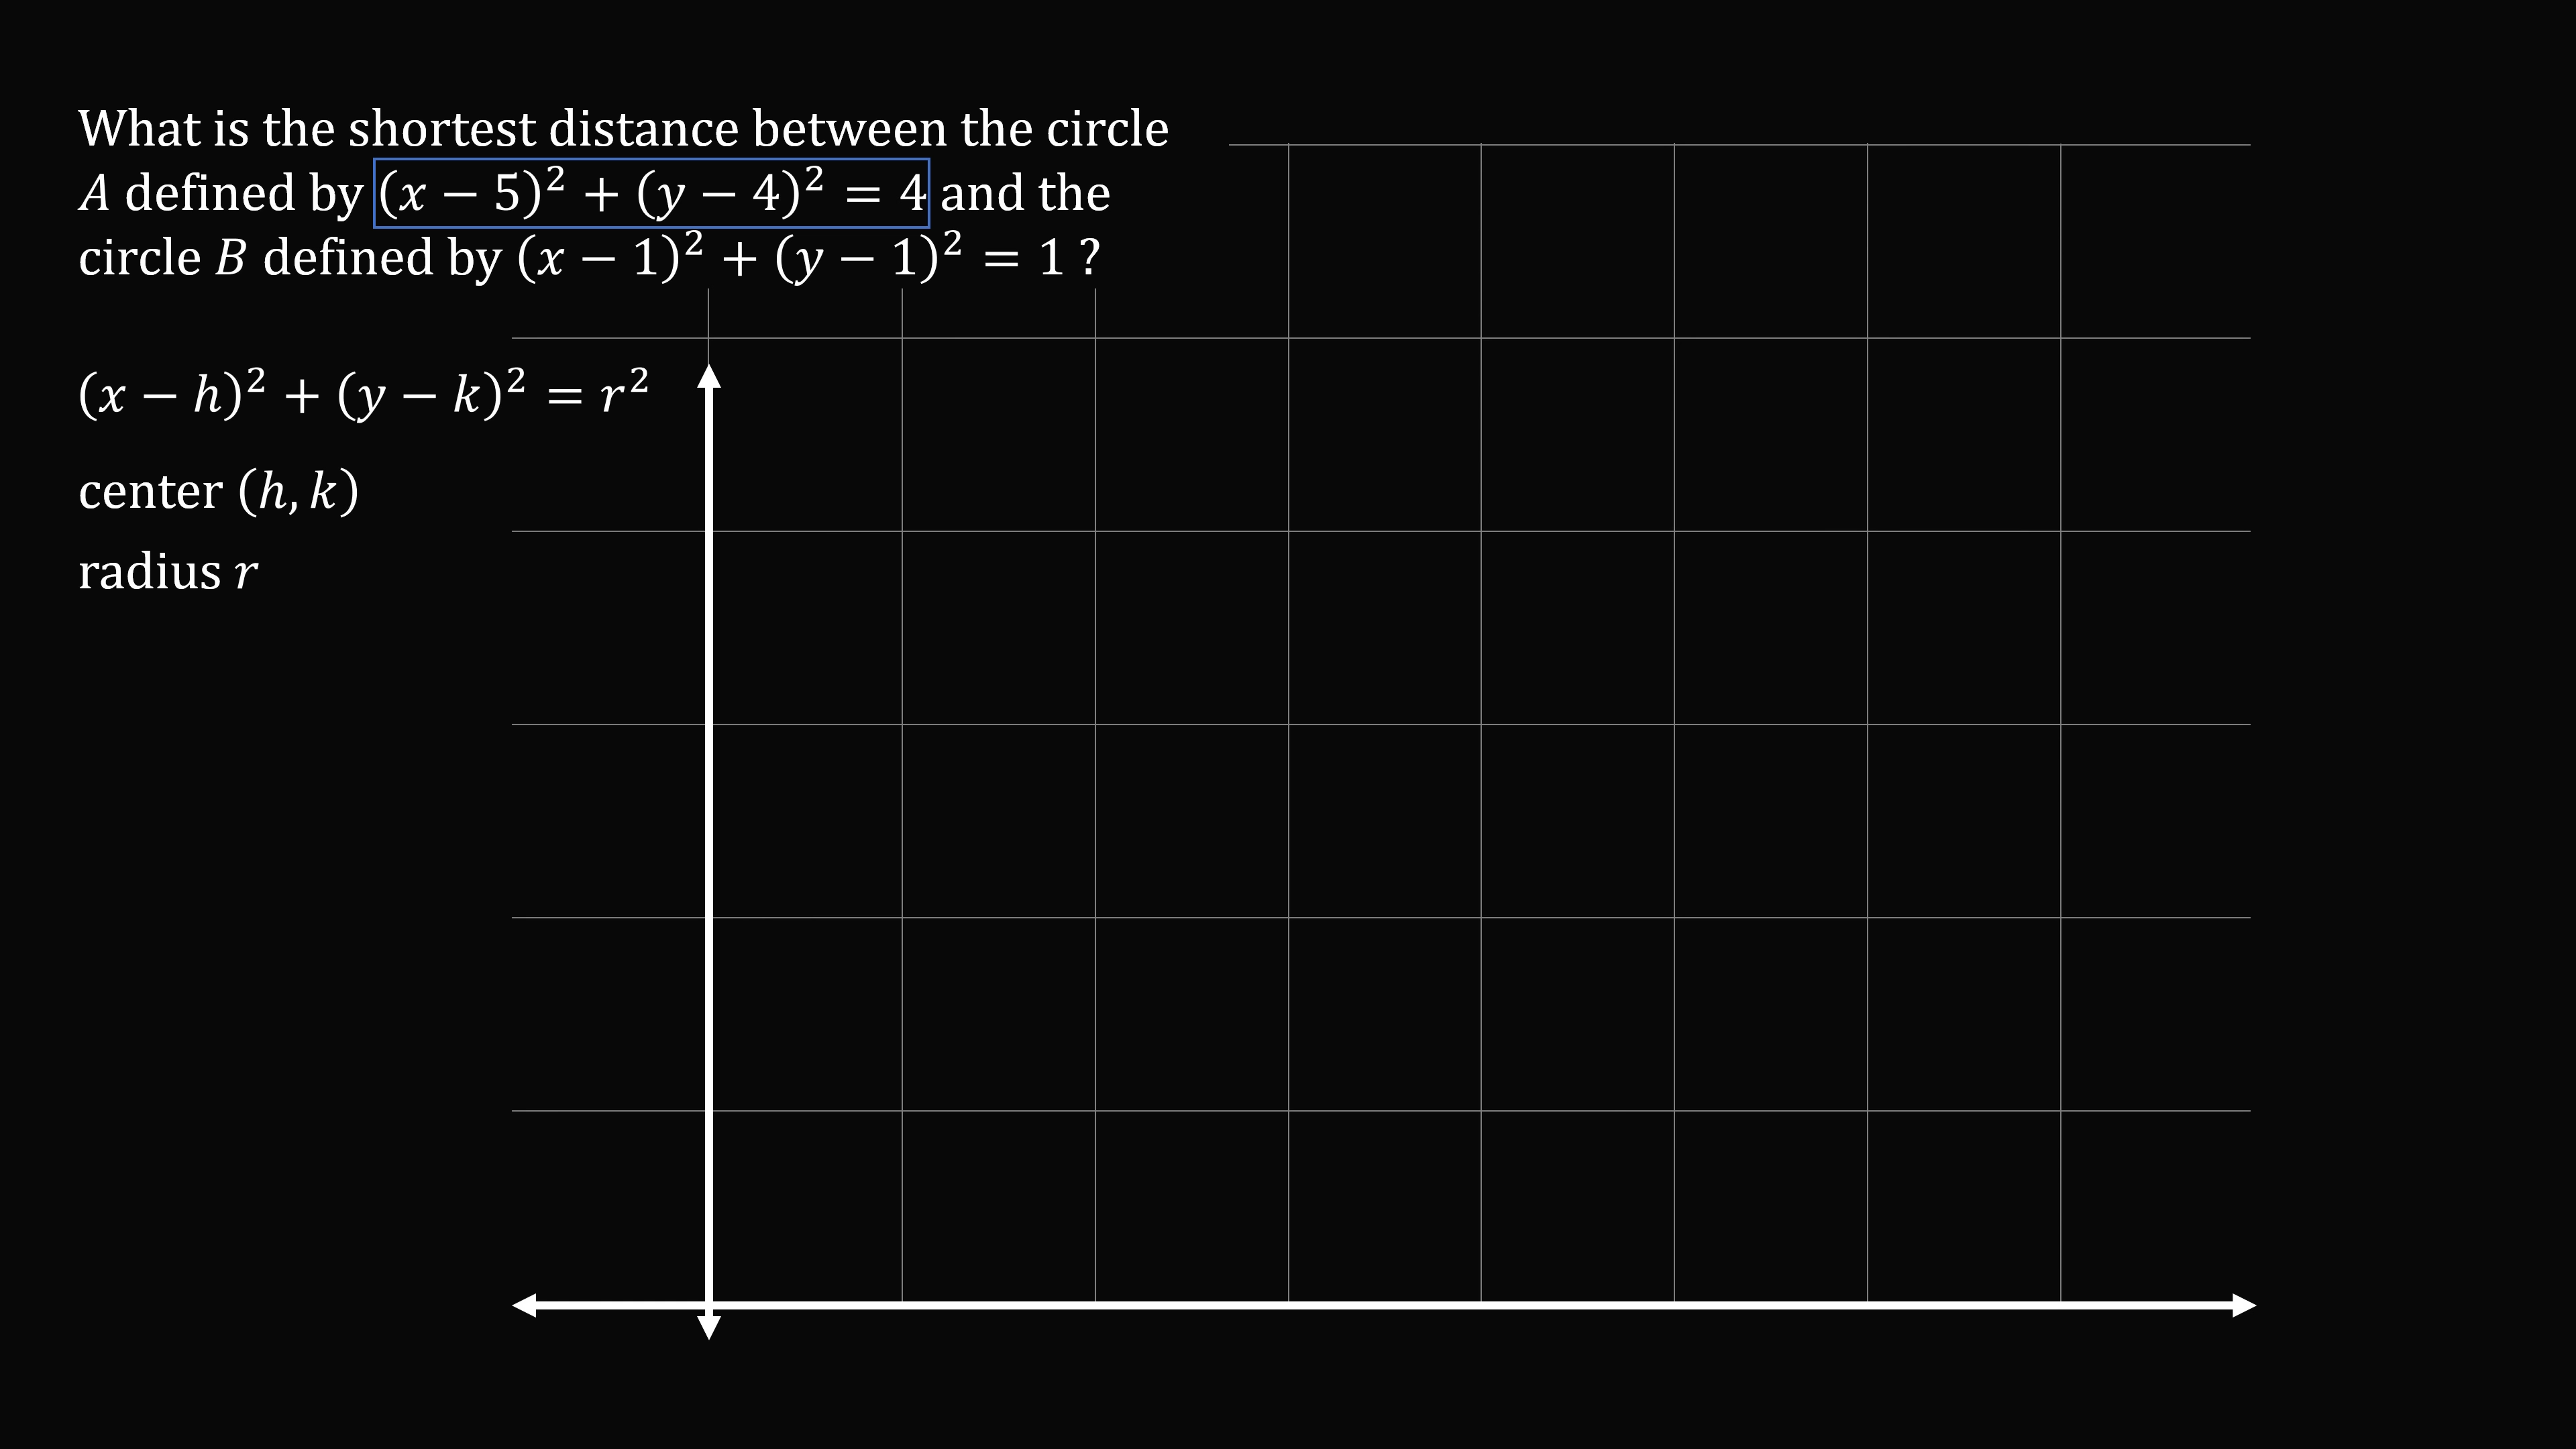 What is the shortest distance between the circle
A defined by (x − 5)² + (y − 4)² = 4 and the
circle B defined by (x − 1)² + (y − 1)² = 1 ?
(x − h)² + (y − k)² = r²
center (h, k)
radius r